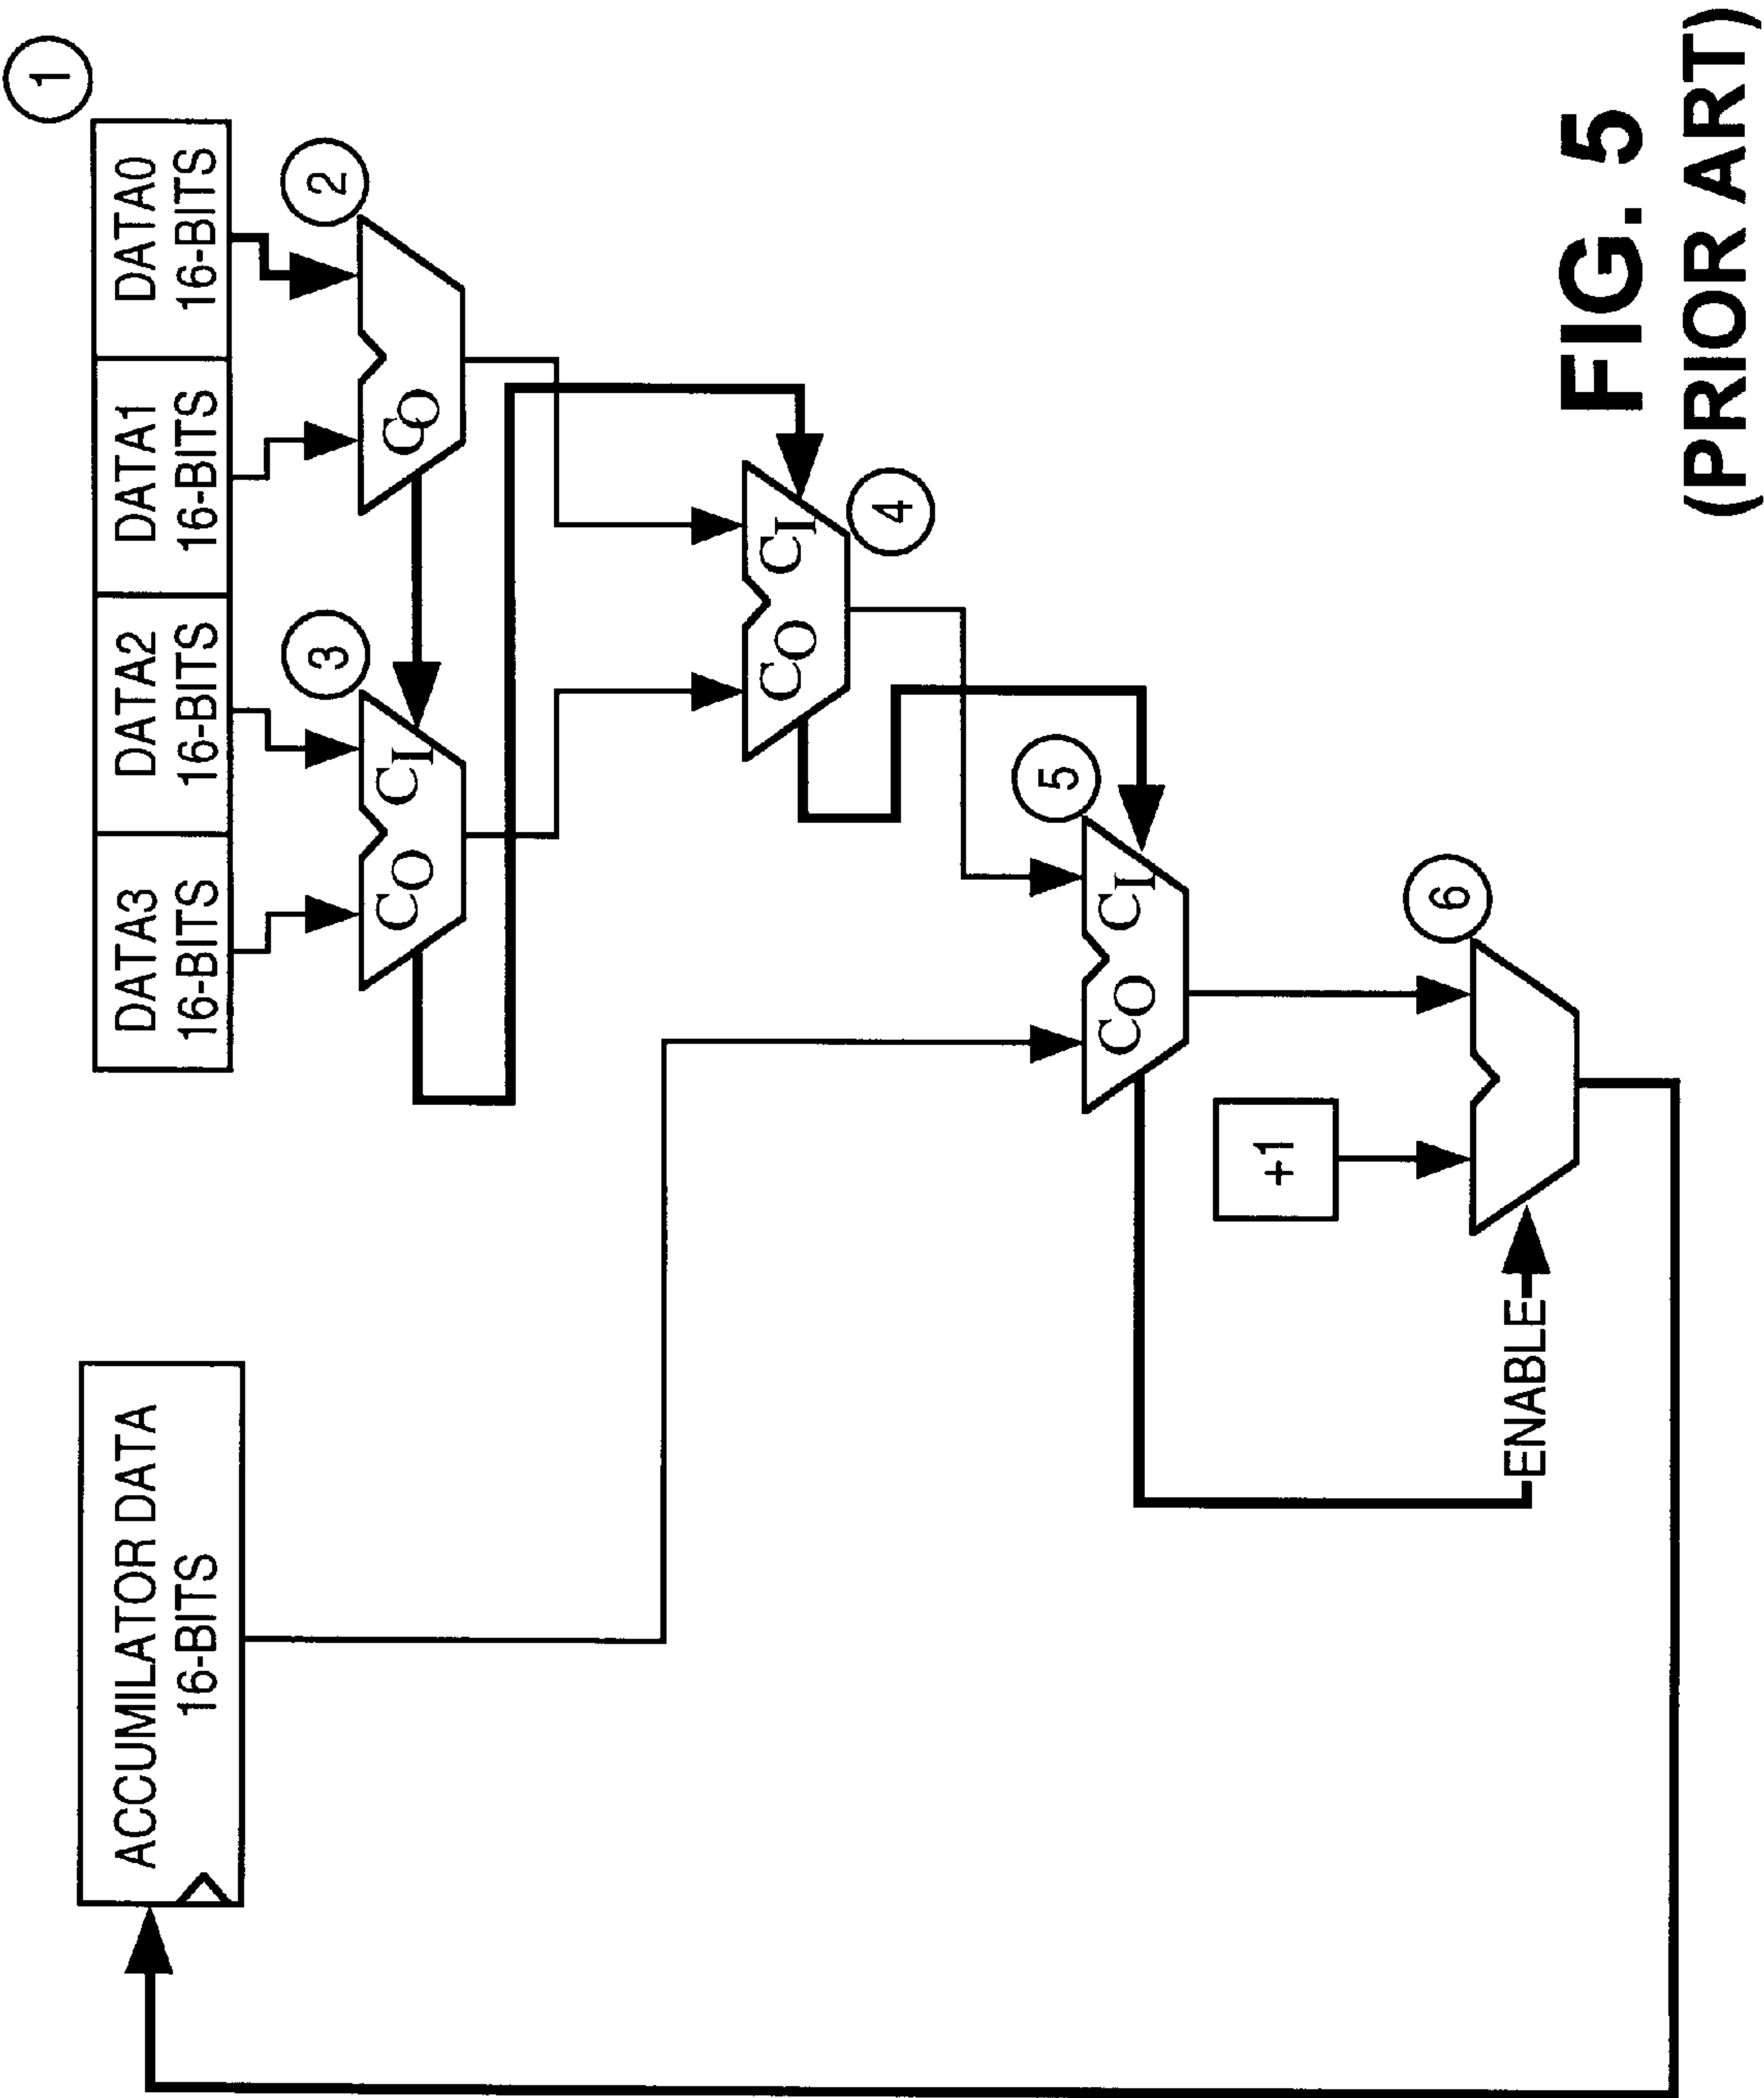 1
DATA3
16-BITS
DATA2
16-BITS
DATA1
16-BITS
DATA0
16-BITS
ACCUMILATOR DATA
16-BITS
3
2
CO CI
CO
4
CO CI
5
CO CI
+1
6
ENABLE
FIG. 5
(PRIOR ART)